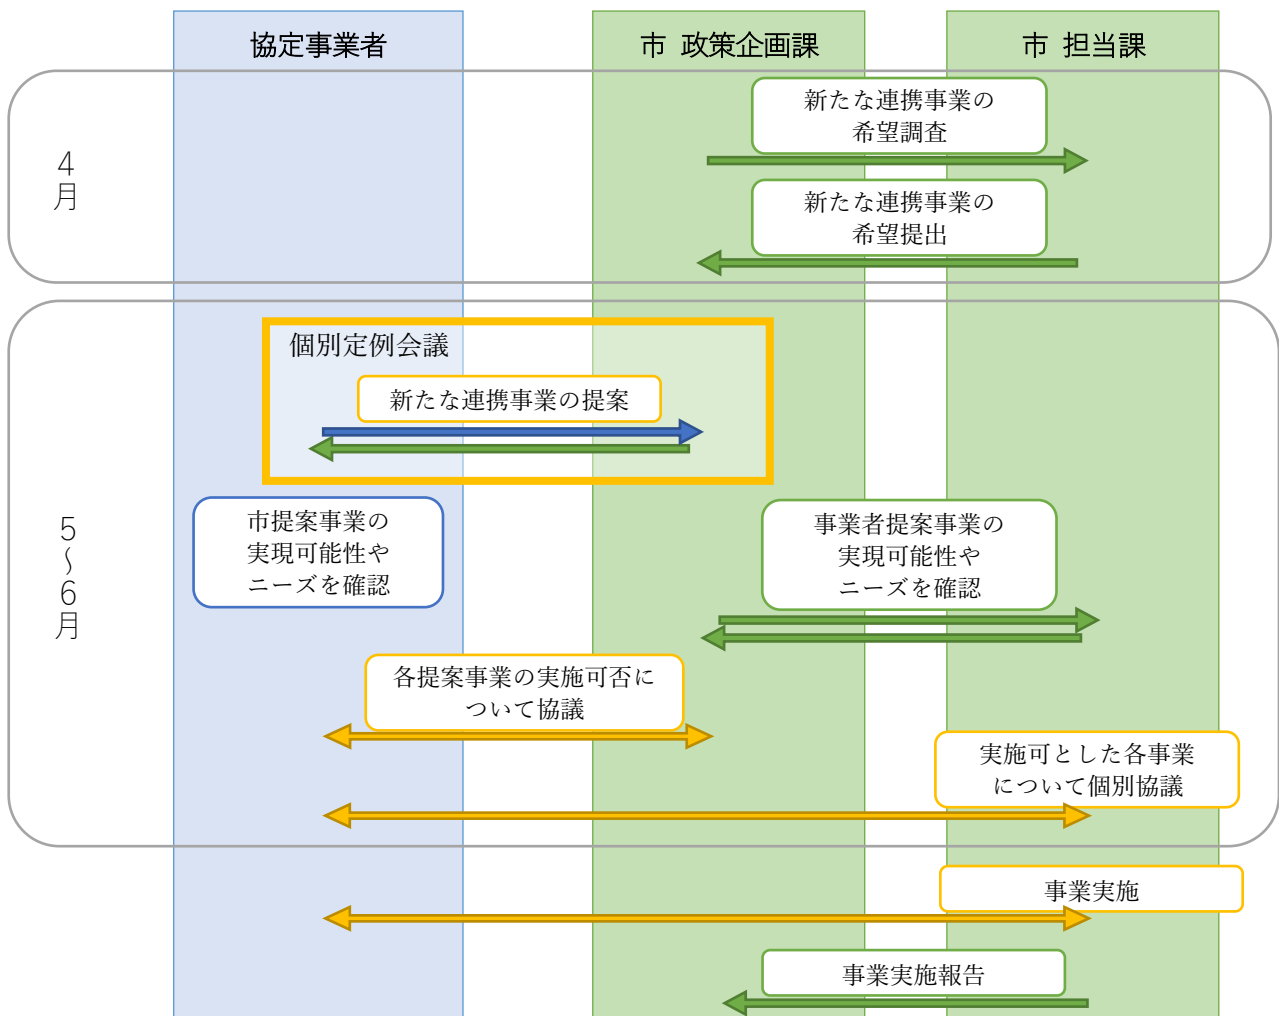 協定事業者
市 政策企画課
市 担当課
4月
新たな連携事業の
希望調査
新たな連携事業の
希望提出
5～6月
個別定例会議
新たな連携事業の提案
市提案事業の
実現可能性や
ニーズを確認
事業者提案事業の
実現可能性や
ニーズを確認
各提案事業の実施可否に
ついて協議
実施可とした各事業
について個別協議
事業実施
事業実施報告